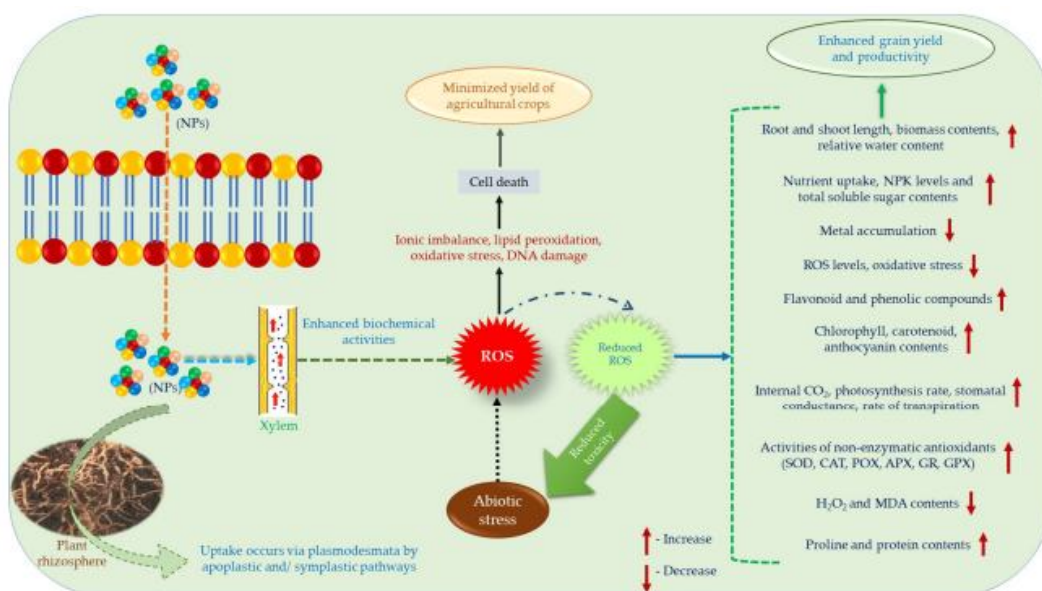 (NPs)
(NPs)
Plant
rhizosphere
Uptake occurs via plasmodesmata by
apoplastic and/ symplastic pathways
Xylem
Enhanced biochemical
activities
Minimized yield of
agricultural crops
Cell death
Ionic imbalance, lipid peroxidation,
oxidative stress, DNA damage
ROS
Reduced
ROS
Reduced
toxicity
Abiotic
stress
- Increase
- Decrease
Enhanced grain yield
and productivity
Root and shoot length, biomass contents,
relative water content
Nutrient uptake, NPK levels and
total soluble sugar contents
Metal accumulation
ROS levels, oxidative stress
Flavonoid and phenolic compounds
Chlorophyll, carotenoid,
anthocyanin contents
Internal CO₂, photosynthesis rate, stomatal
conductance, rate of transpiration
Activities of non-enzymatic antioxidants
(SOD, CAT, POX, APX, GR, GPX)
H₂O₂ and MDA contents
Proline and protein contents